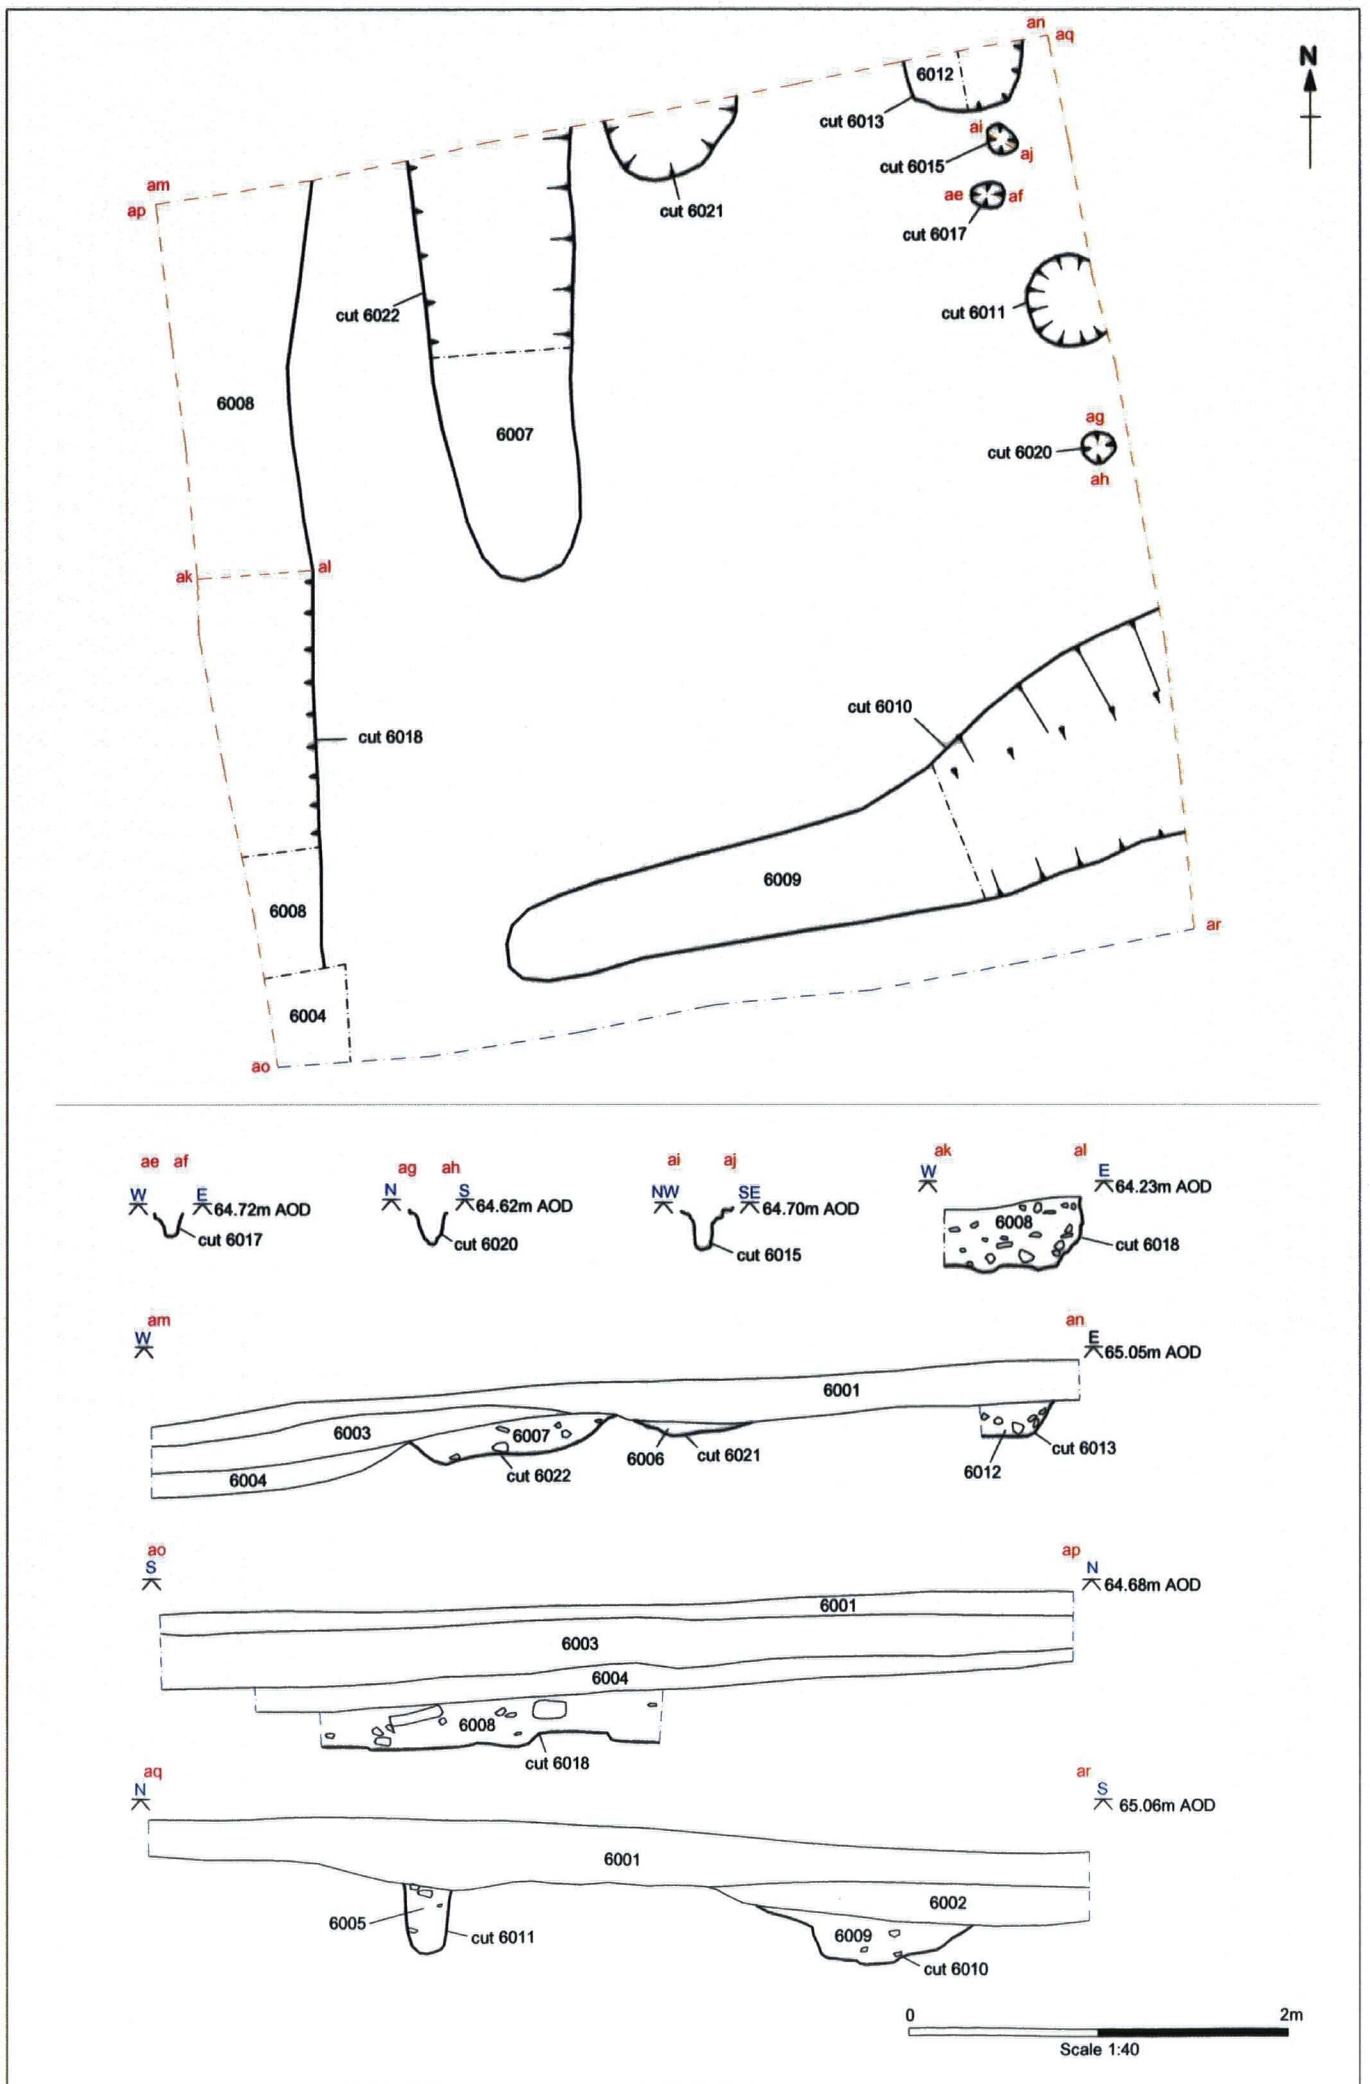 an
aq
N
6012
cut 6013
ai
cut 6015
aj
am
ap
ae
af
cut 6021
cut 6017
cut 6022
cut 6011
6008
6007
ag
cut 6020
ah
ak
al
cut 6010
cut 6018
6009
6008
ar
6004
ao
ae af
W E 64.72m AOD
cut 6017
ag ah
N S 64.62m AOD
cut 6020
ai aj
NW SE 64.70m AOD
cut 6015
ak al
W E 64.23m AOD
6008
cut 6018
am an
W E 65.05m AOD
6001
6003
6007
6004
cut 6022
6006
cut 6021
6012
cut 6013
ao ap
S N 64.68m AOD
6001
6003
6004
6008
cut 6018
aq ar
N S 65.06m AOD
6001
6002
6005
cut 6011
6009
cut 6010
0 2m
Scale 1:40